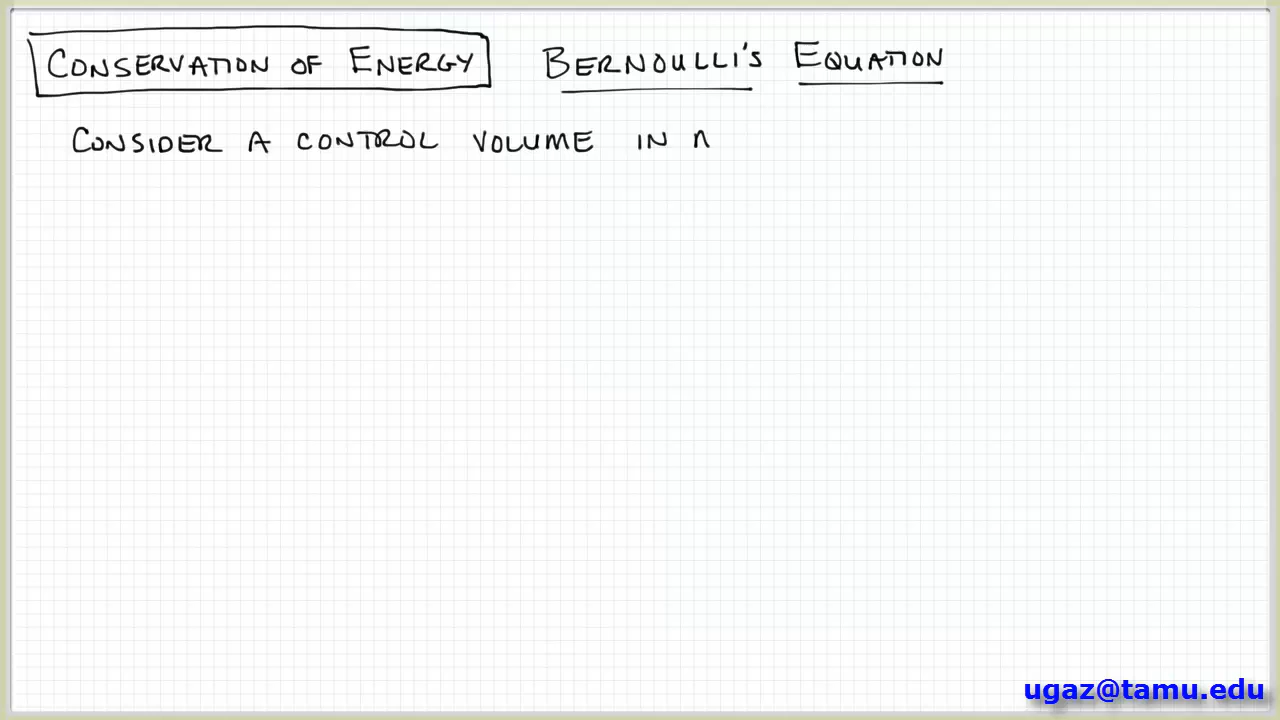 CONSERVATION OF ENERGY BERNOULLI'S EQUATION
CONSIDER A CONTROL VOLUME IN
ugaz@tamu.edu